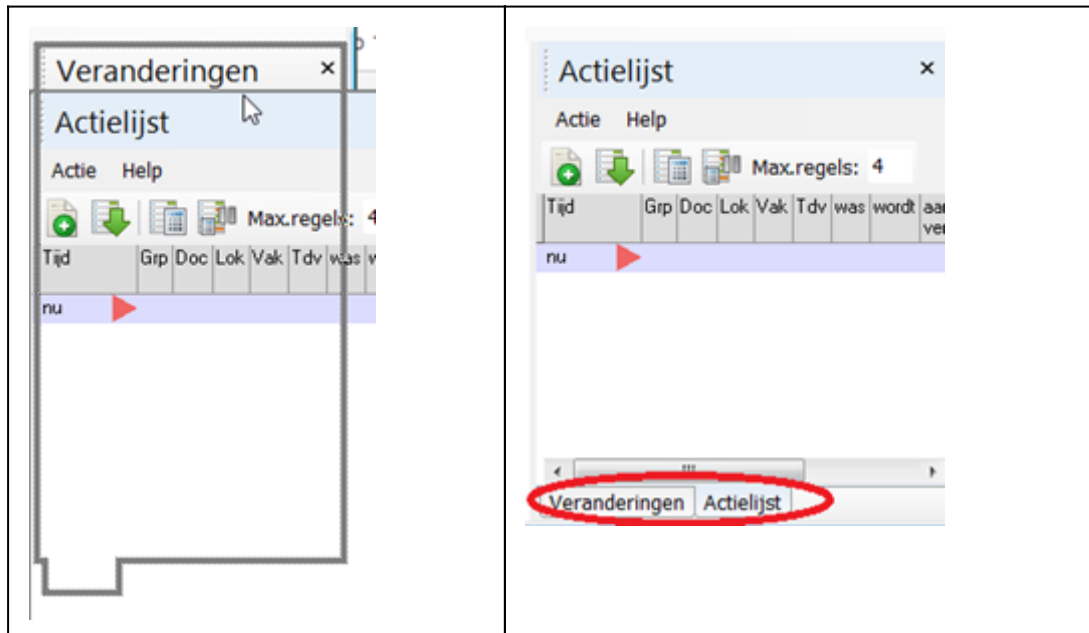 Veranderingen ×
Actielijst
Actie Help
Max.regels: 4
Tijd Grp Doc Lok Vak Tdv was
nu
Actielijst ×
Actie Help
Max.regels: 4
Tijd Grp Doc Lok Vak Tdv was wordt
nu
Veranderingen Actielijst